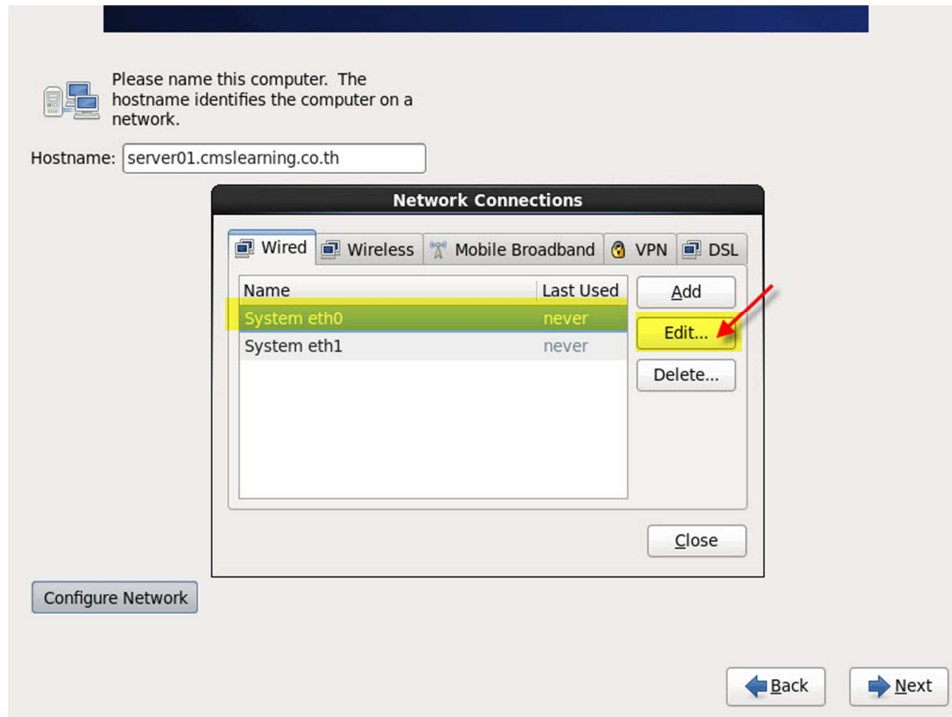 Please name this computer.  The
hostname identifies the computer on a
network.
Hostname: server01.cmslearning.co.th
Network Connections
Wired Wireless Mobile Broadband VPN DSL
Name Last Used
System eth0 never
System eth1 never
Add
Edit...
Delete...
Close
Configure Network
Back Next